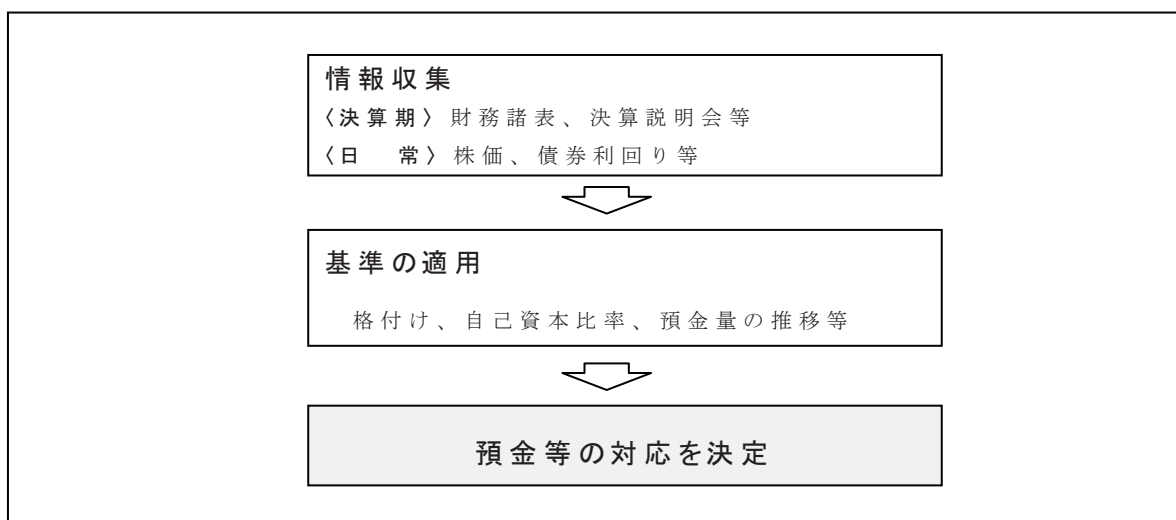 情報収集
〈決算期〉財務諸表、決算説明会等
〈日　常〉株価、債券利回り等
基準の適用
格付け、自己資本比率、預金量の推移等
預金等の対応を決定